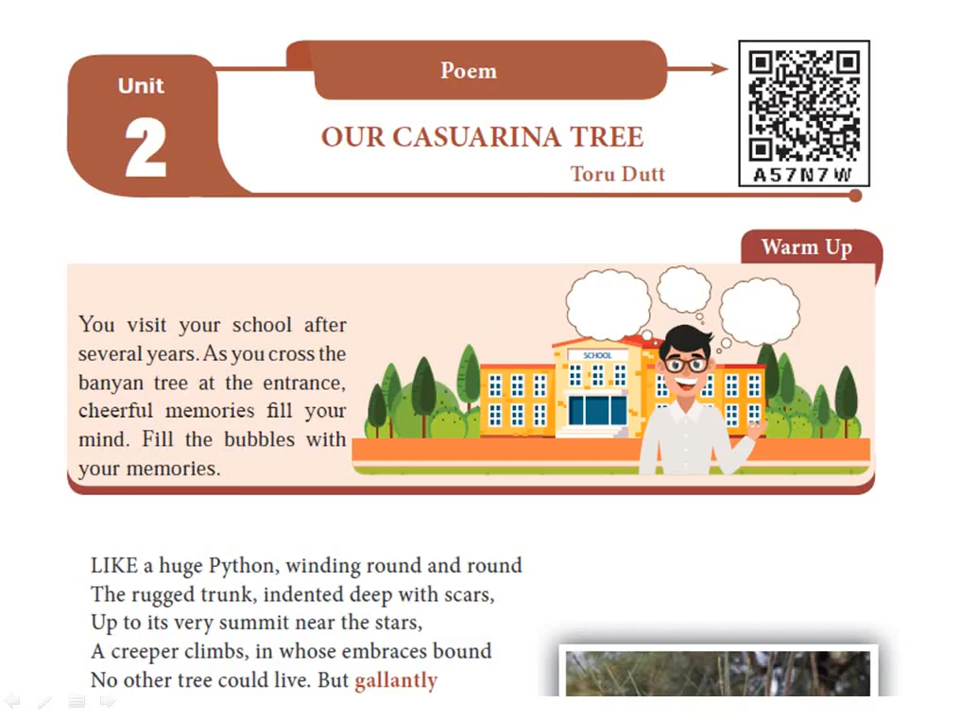 Unit
2
Poem
OUR CASUARINA TREE
Toru Dutt
A57N7W
Warm Up
You visit your school after
several years. As you cross the
banyan tree at the entrance,
cheerful memories fill your
mind. Fill the bubbles with
your memories.
SCHOOL
LIKE a huge Python, winding round and round
The rugged trunk, indented deep with scars,
Up to its very summit near the stars,
A creeper climbs, in whose embraces bound
No other tree could live. But gallantly